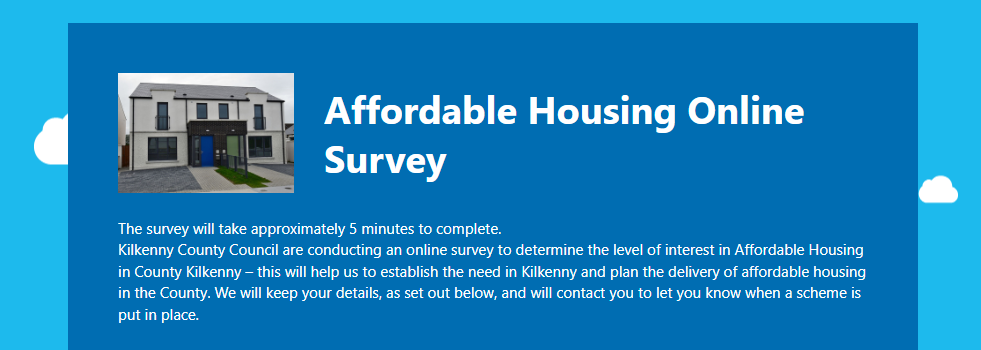 Affordable Housing Online
Survey
The survey will take approximately 5 minutes to complete.
Kilkenny County Council are conducting an online survey to determine the level of interest in Affordable Housing
in County Kilkenny – this will help us to establish the need in Kilkenny and plan the delivery of affordable housing
in the County. We will keep your details, as set out below, and will contact you to let you know when a scheme is
put in place.